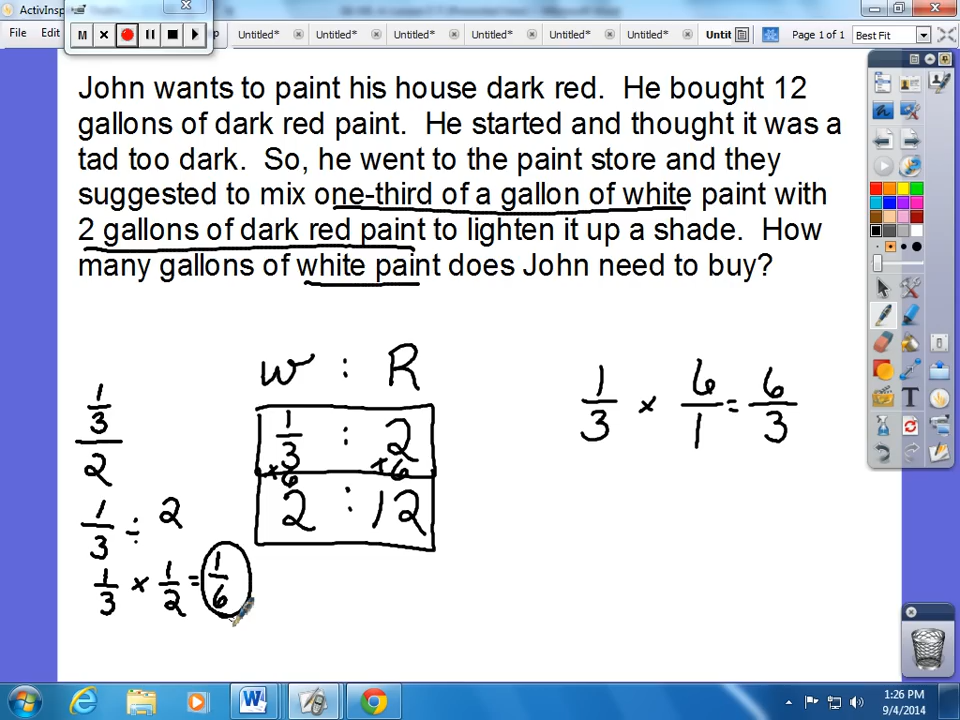 ActivInsp
File Edit
M
Untitled* Untitled* Untitled* Untitled* Untitled* Untitled* Untit Page 1 of 1 Best Fit
John wants to paint his house dark red. He bought 12
gallons of dark red paint. He started and thought it was a
tad too dark. So, he went to the paint store and they
suggested to mix one-third of a gallon of white paint with
2 gallons of dark red paint to lighten it up a shade. How
many gallons of white paint does John need to buy?
W : R
1/3 : 2
×6 ×6
2 : 12
1/3 × 6/1 = 6/3
1/3 / 2
1/3 ÷ 2
1/3 × 1/2 = 1/6
1:26 PM
9/4/2014